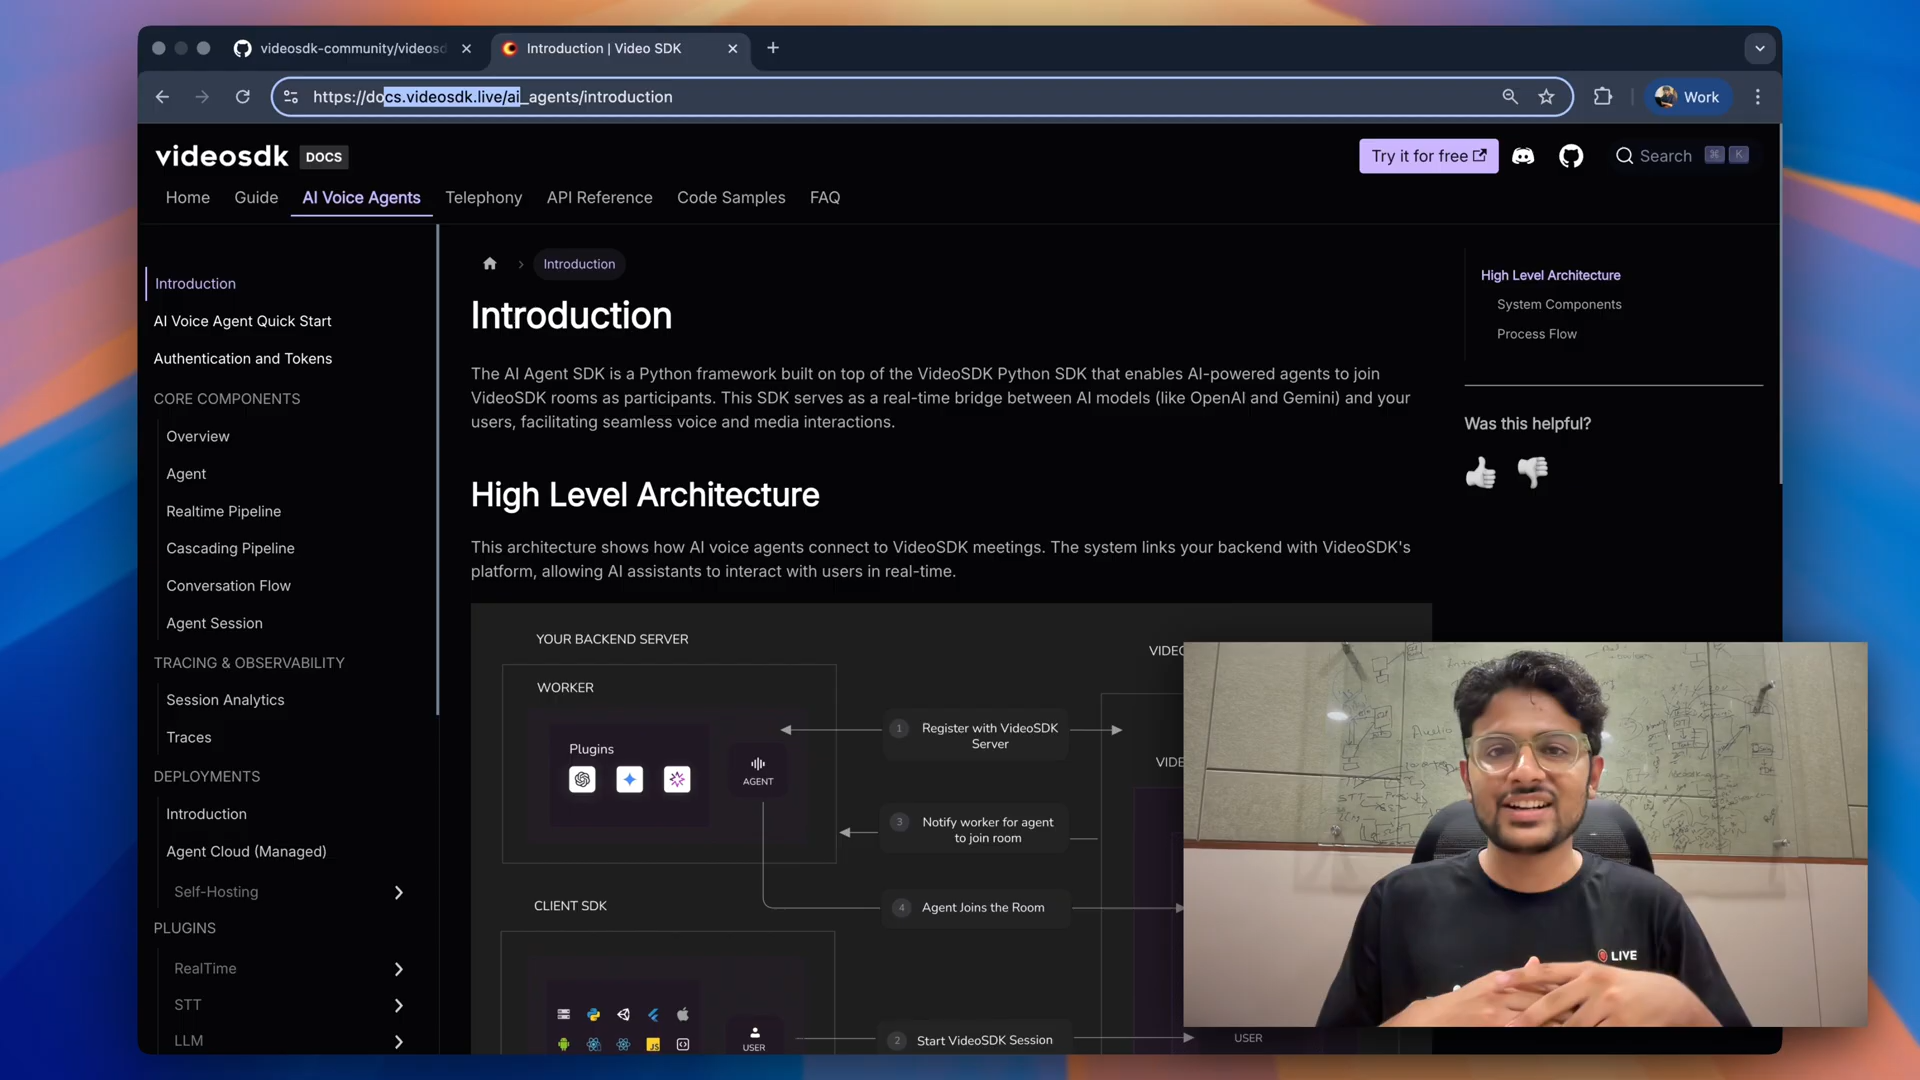 videosdk-community/videosd
Introduction | Video SDK
https://docs.videosdk.live/ai_agents/introduction
Work
videosdk DOCS
Try it for free
Search ⌘ K
Home
Guide
AI Voice Agents
Telephony
API Reference
Code Samples
FAQ
Introduction
AI Voice Agent Quick Start
Authentication and Tokens
CORE COMPONENTS
Overview
Agent
Realtime Pipeline
Cascading Pipeline
Conversation Flow
Agent Session
TRACING & OBSERVABILITY
Session Analytics
Traces
DEPLOYMENTS
Introduction
Agent Cloud (Managed)
Self-Hosting
PLUGINS
RealTime
STT
LLM
Introduction
Introduction
The AI Agent SDK is a Python framework built on top of the VideoSDK Python SDK that enables AI-powered agents to join
VideoSDK rooms as participants. This SDK serves as a real-time bridge between AI models (like OpenAI and Gemini) and your
users, facilitating seamless voice and media interactions.
High Level Architecture
This architecture shows how AI voice agents connect to VideoSDK meetings. The system links your backend with VideoSDK's
platform, allowing AI assistants to interact with users in real-time.
YOUR BACKEND SERVER
WORKER
Plugins
AGENT
CLIENT SDK
JS
USER
1 Register with VideoSDK
Server
3 Notify worker for agent
to join room
4 Agent Joins the Room
2 Start VideoSDK Session
VIDEO
VIDE
USER
High Level Architecture
System Components
Process Flow
Was this helpful?
LIVE